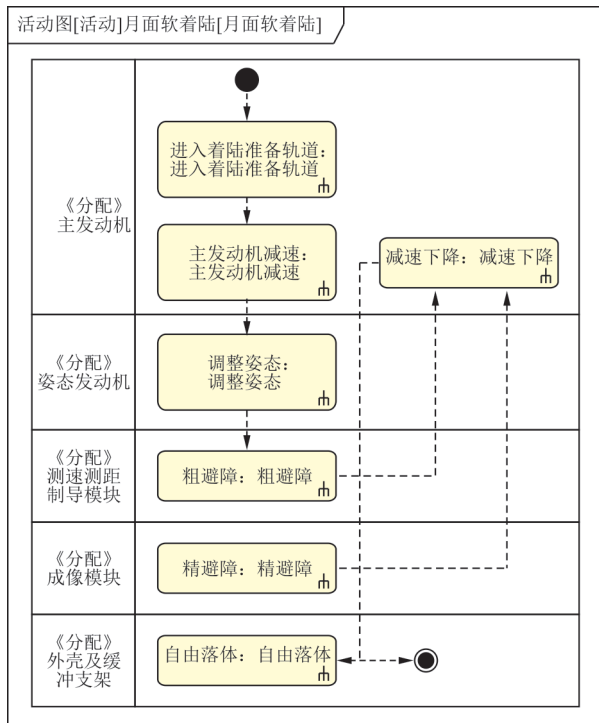 活动图[活动]月面软着陆[月面软着陆]
《分配》
主发动机
进入着陆准备轨道：
进入着陆准备轨道
主发动机减速：
主发动机减速
减速下降：减速下降
《分配》
姿态发动机
调整姿态：
调整姿态
《分配》
测速测距
制导模块
粗避障：粗避障
《分配》
成像模块
精避障：精避障
《分配》
外壳及缓
冲支架
自由落体：自由落体